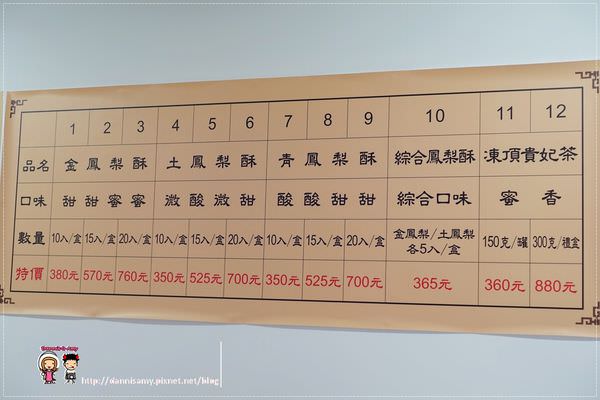 1 2 3 4 5 6 7 8 9 10 11 12
品名 金鳳梨酥 土鳳梨酥 青鳳梨酥 綜合鳳梨酥 凍頂貴妃茶
口味 甜甜蜜蜜 微酸微甜 酸酸甜甜 綜合口味 蜜香
數量 10入/盒 15入/盒 20入/盒 10入/盒 15入/盒 20入/盒 10入/盒 15入/盒 20入/盒 金鳳梨/土鳳梨 各5入/盒 150克/罐 300克/禮盒
特價 380元 570元 760元 350元 525元 700元 350元 525元 700元 365元 360元 880元
http://dannisamy.pixnet.net/blog